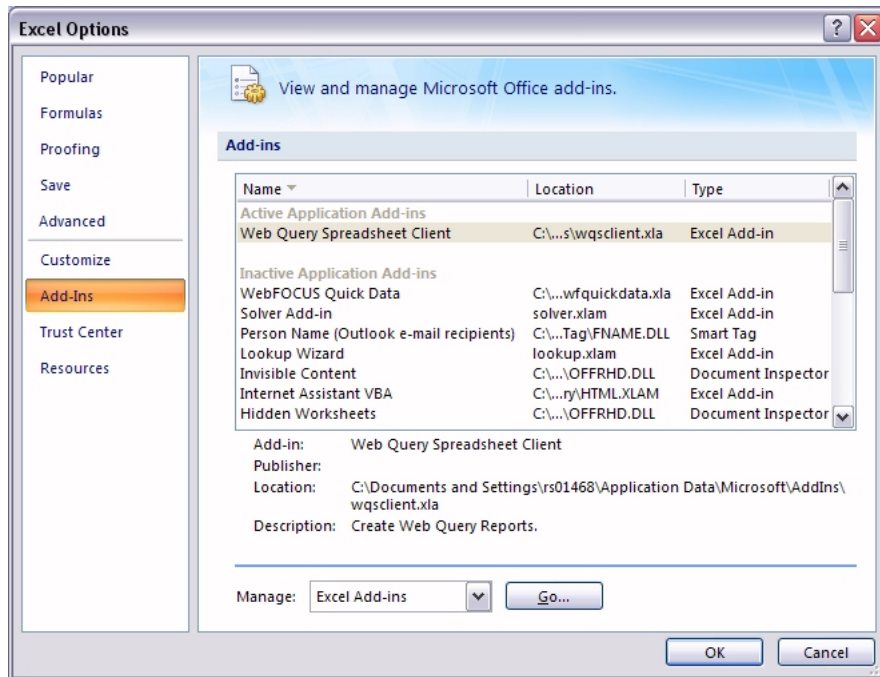 Excel Options
Popular
Formulas
Proofing
Save
Advanced
Customize
Add-Ins
Trust Center
Resources
View and manage Microsoft Office add-ins.
Add-ins
Name Location Type
Active Application Add-ins
Web Query Spreadsheet Client C:\...s\wqsclient.xla Excel Add-in
Inactive Application Add-ins
WebFOCUS Quick Data C:\...wfquickdata.xla Excel Add-in
Solver Add-in solver.xlam Excel Add-in
Person Name (Outlook e-mail recipients) C:\...Tag\FNAME.DLL Smart Tag
Lookup Wizard lookup.xlam Excel Add-in
Invisible Content C:\...\OFFRHD.DLL Document Inspector
Internet Assistant VBA C:\...ry\HTML.XLAM Excel Add-in
Hidden Worksheets C:\...\OFFRHD.DLL Document Inspector
Add-in: Web Query Spreadsheet Client
Publisher:
Location: C:\Documents and Settings\rs01468\Application Data\Microsoft\AddIns\
wqsclient.xla
Description: Create Web Query Reports.
Manage: Excel Add-ins Go...
OK Cancel